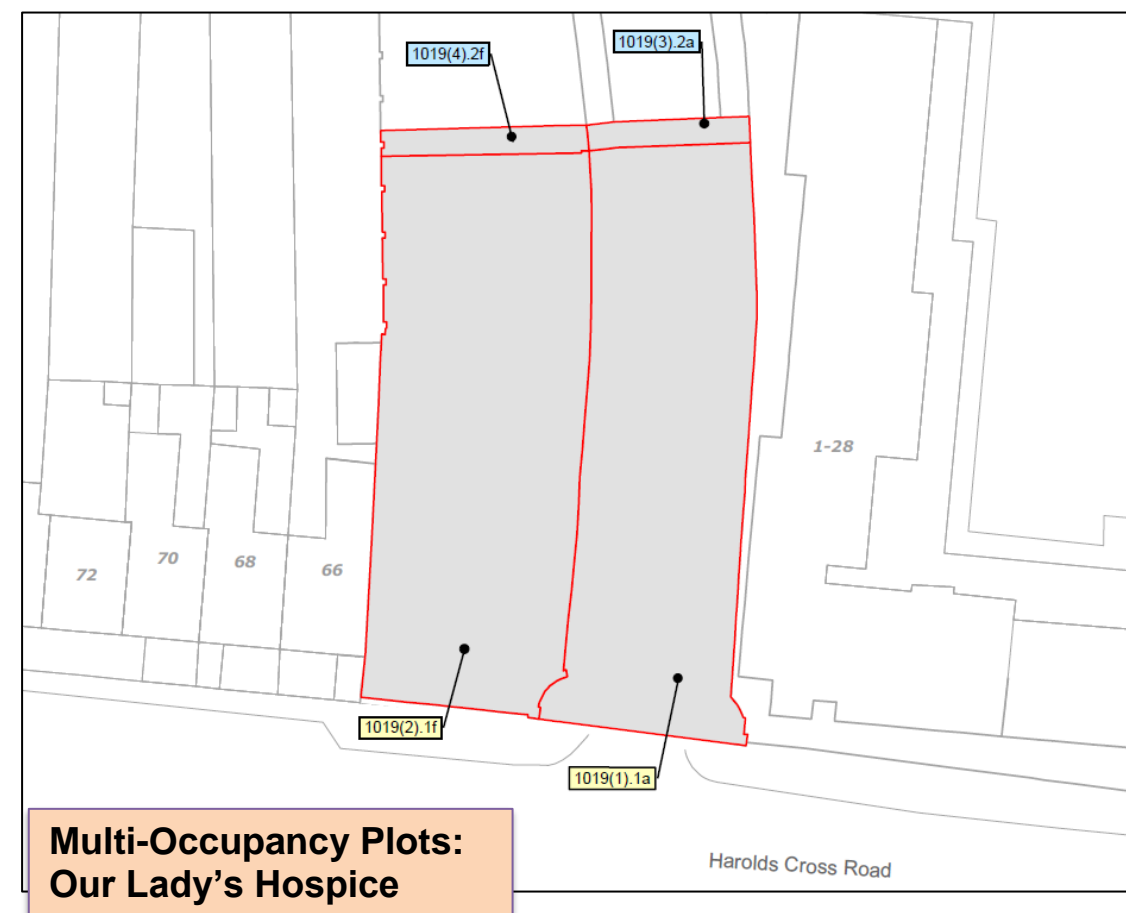 1019(4).2f
1019(3).2a
1-28
72
70
68
66
1019(2).1f
1019(1).1a
Harolds Cross Road
Multi-Occupancy Plots:
Our Lady's Hospice